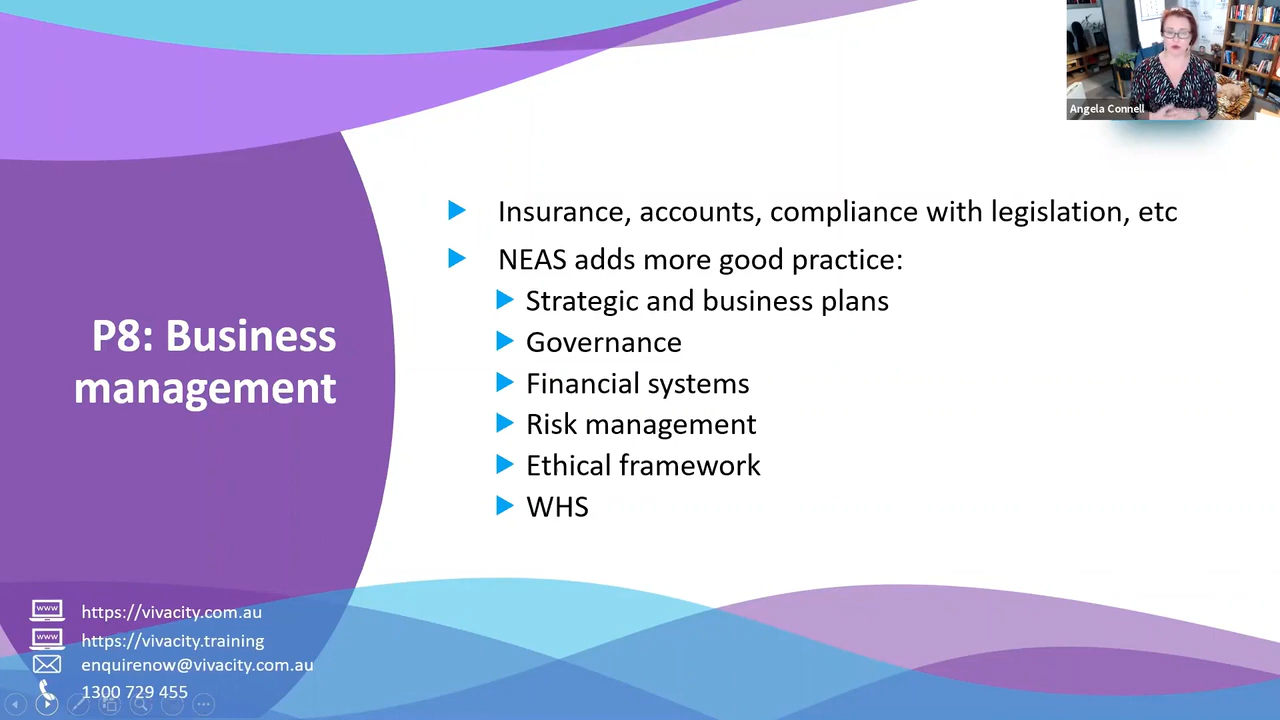 Angela Connell
P8: Business
management
Insurance, accounts, compliance with legislation, etc
NEAS adds more good practice:
Strategic and business plans
Governance
Financial systems
Risk management
Ethical framework
WHS
www https://vivacity.com.au
www https://vivacity.training
enquirenow@vivacity.com.au
1300 729 455